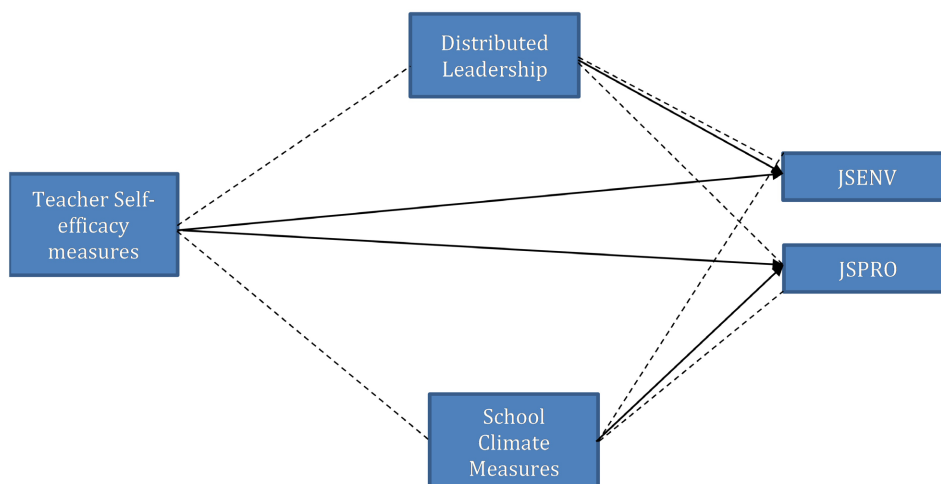 Distributed
Leadership
JSENV
Teacher Self-
efficacy
measures
JSPRO
School
Climate
Measures